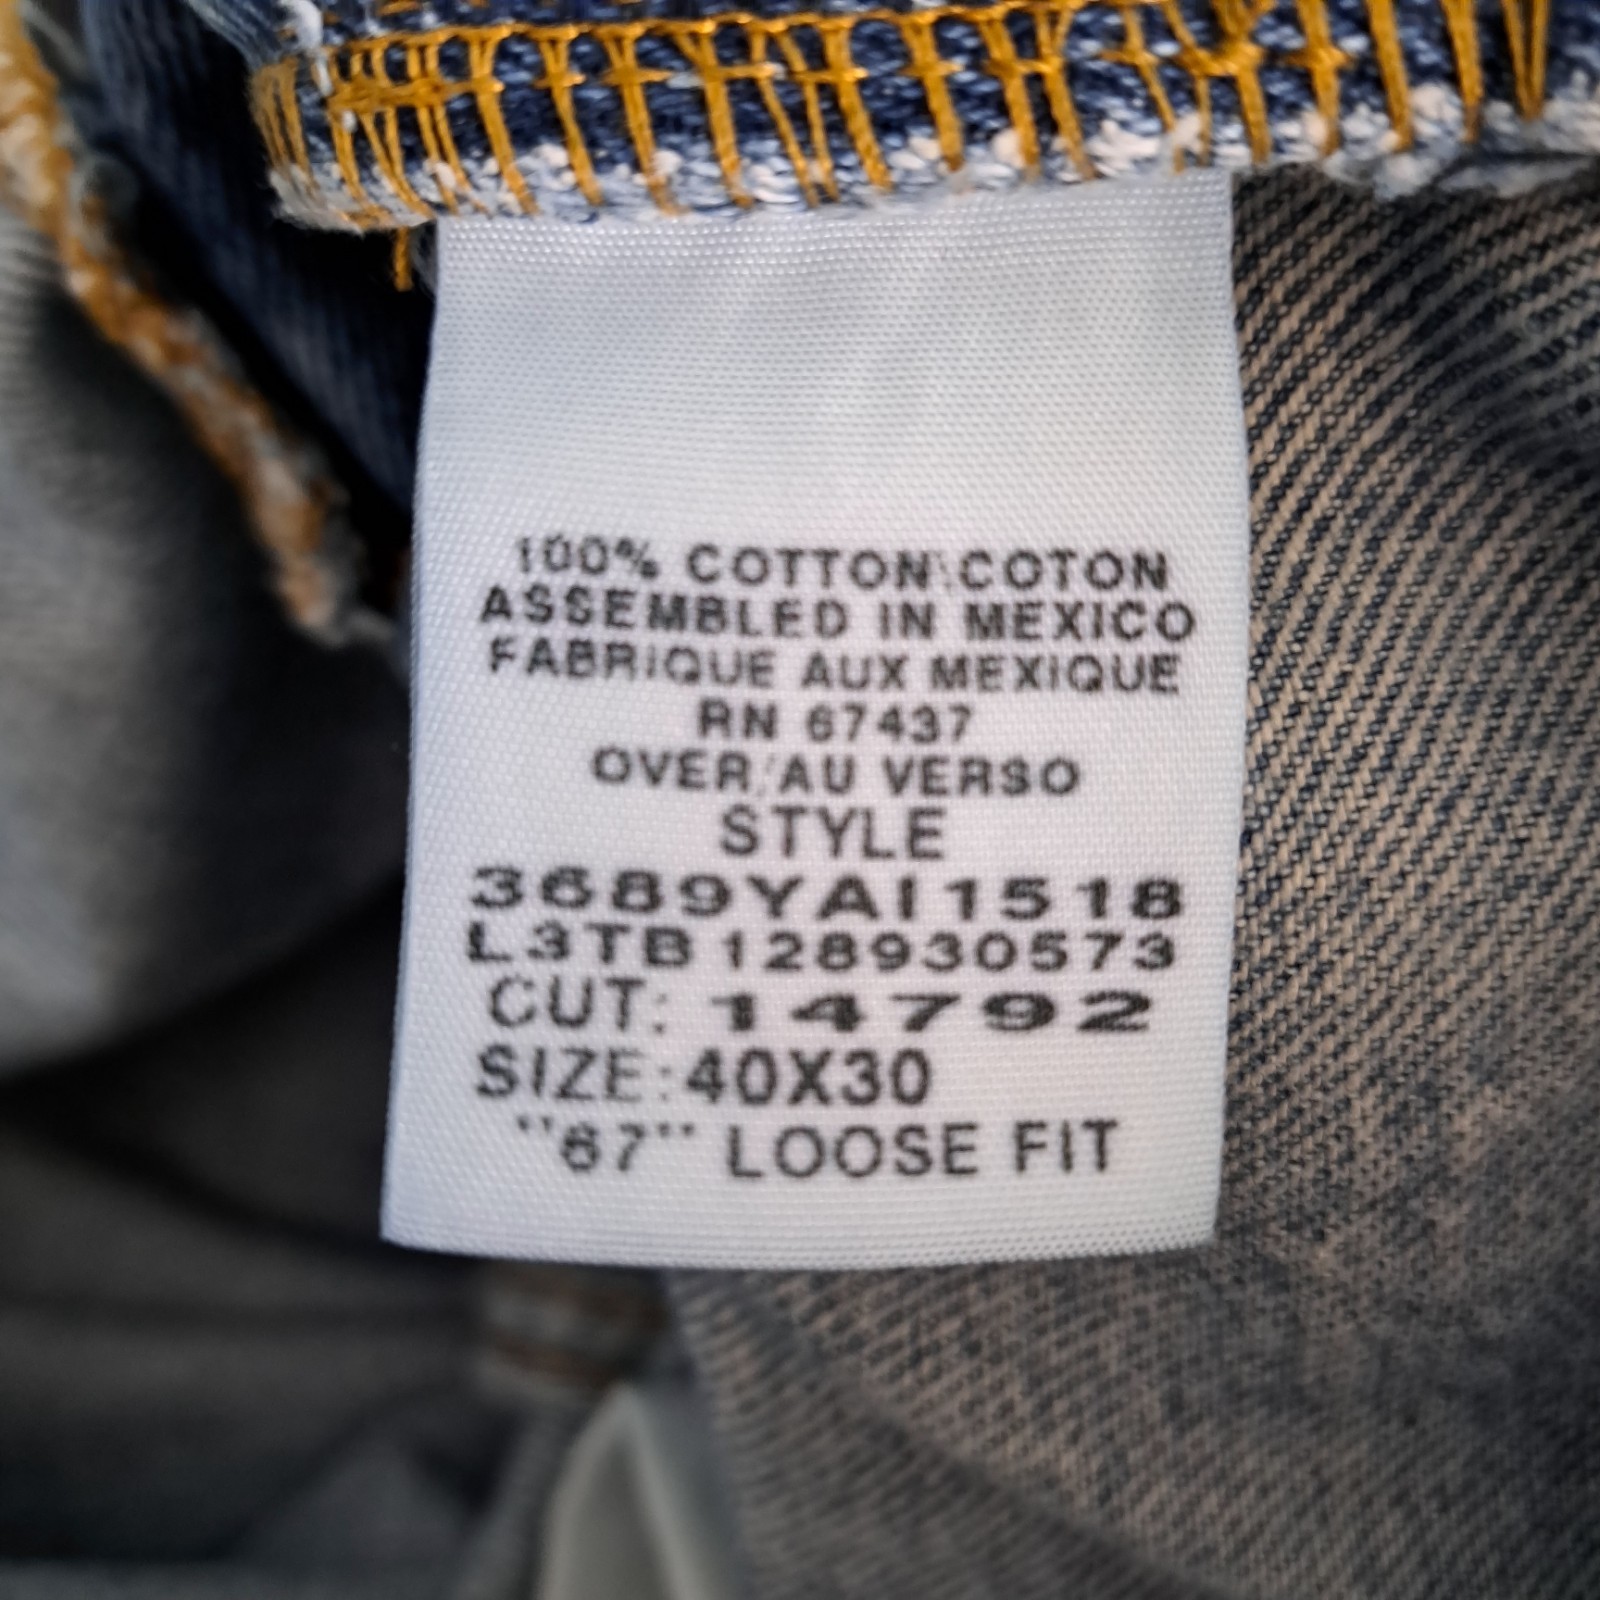 100% COTTON\COTON
ASSEMBLED IN MEXICO
FABRIQUE AUX MEXIQUE
RN 67437
OVER/AU VERSO
STYLE
3689YAI1518
L3TB128930573
CUT: 14792
SIZE:40X30
"67" LOOSE FIT